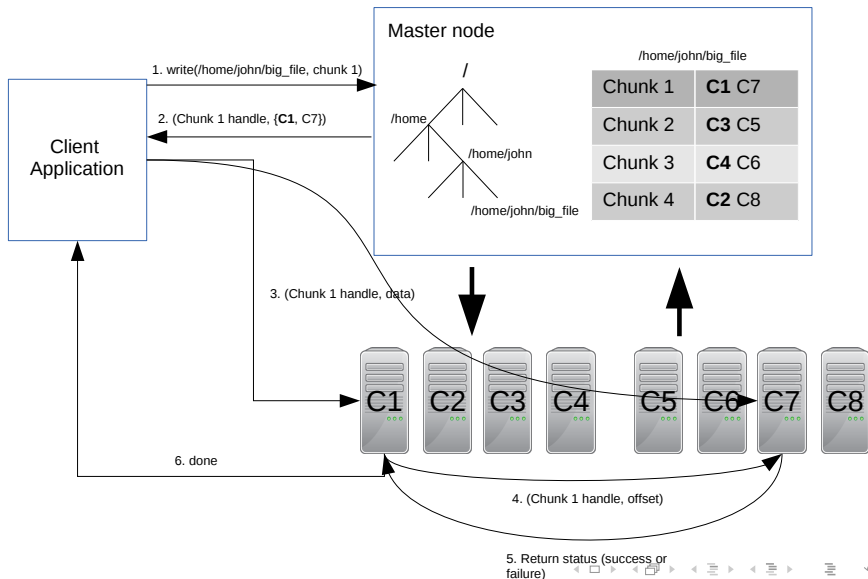 Master node
/home/john/big_file
1. write(/home/john/big_file, chunk 1)
/
Chunk 1 C1 C7
2. (Chunk 1 handle, {C1, C7})
/home
Chunk 2 C3 C5
Client
Application
/home/john
Chunk 3 C4 C6
Chunk 4 C2 C8
/home/john/big_file
3. (Chunk 1 handle, data)
C1 C2 C3 C4 C5 C6 C7 C8
6. done
4. (Chunk 1 handle, offset)
5. Return status (success or
failure)